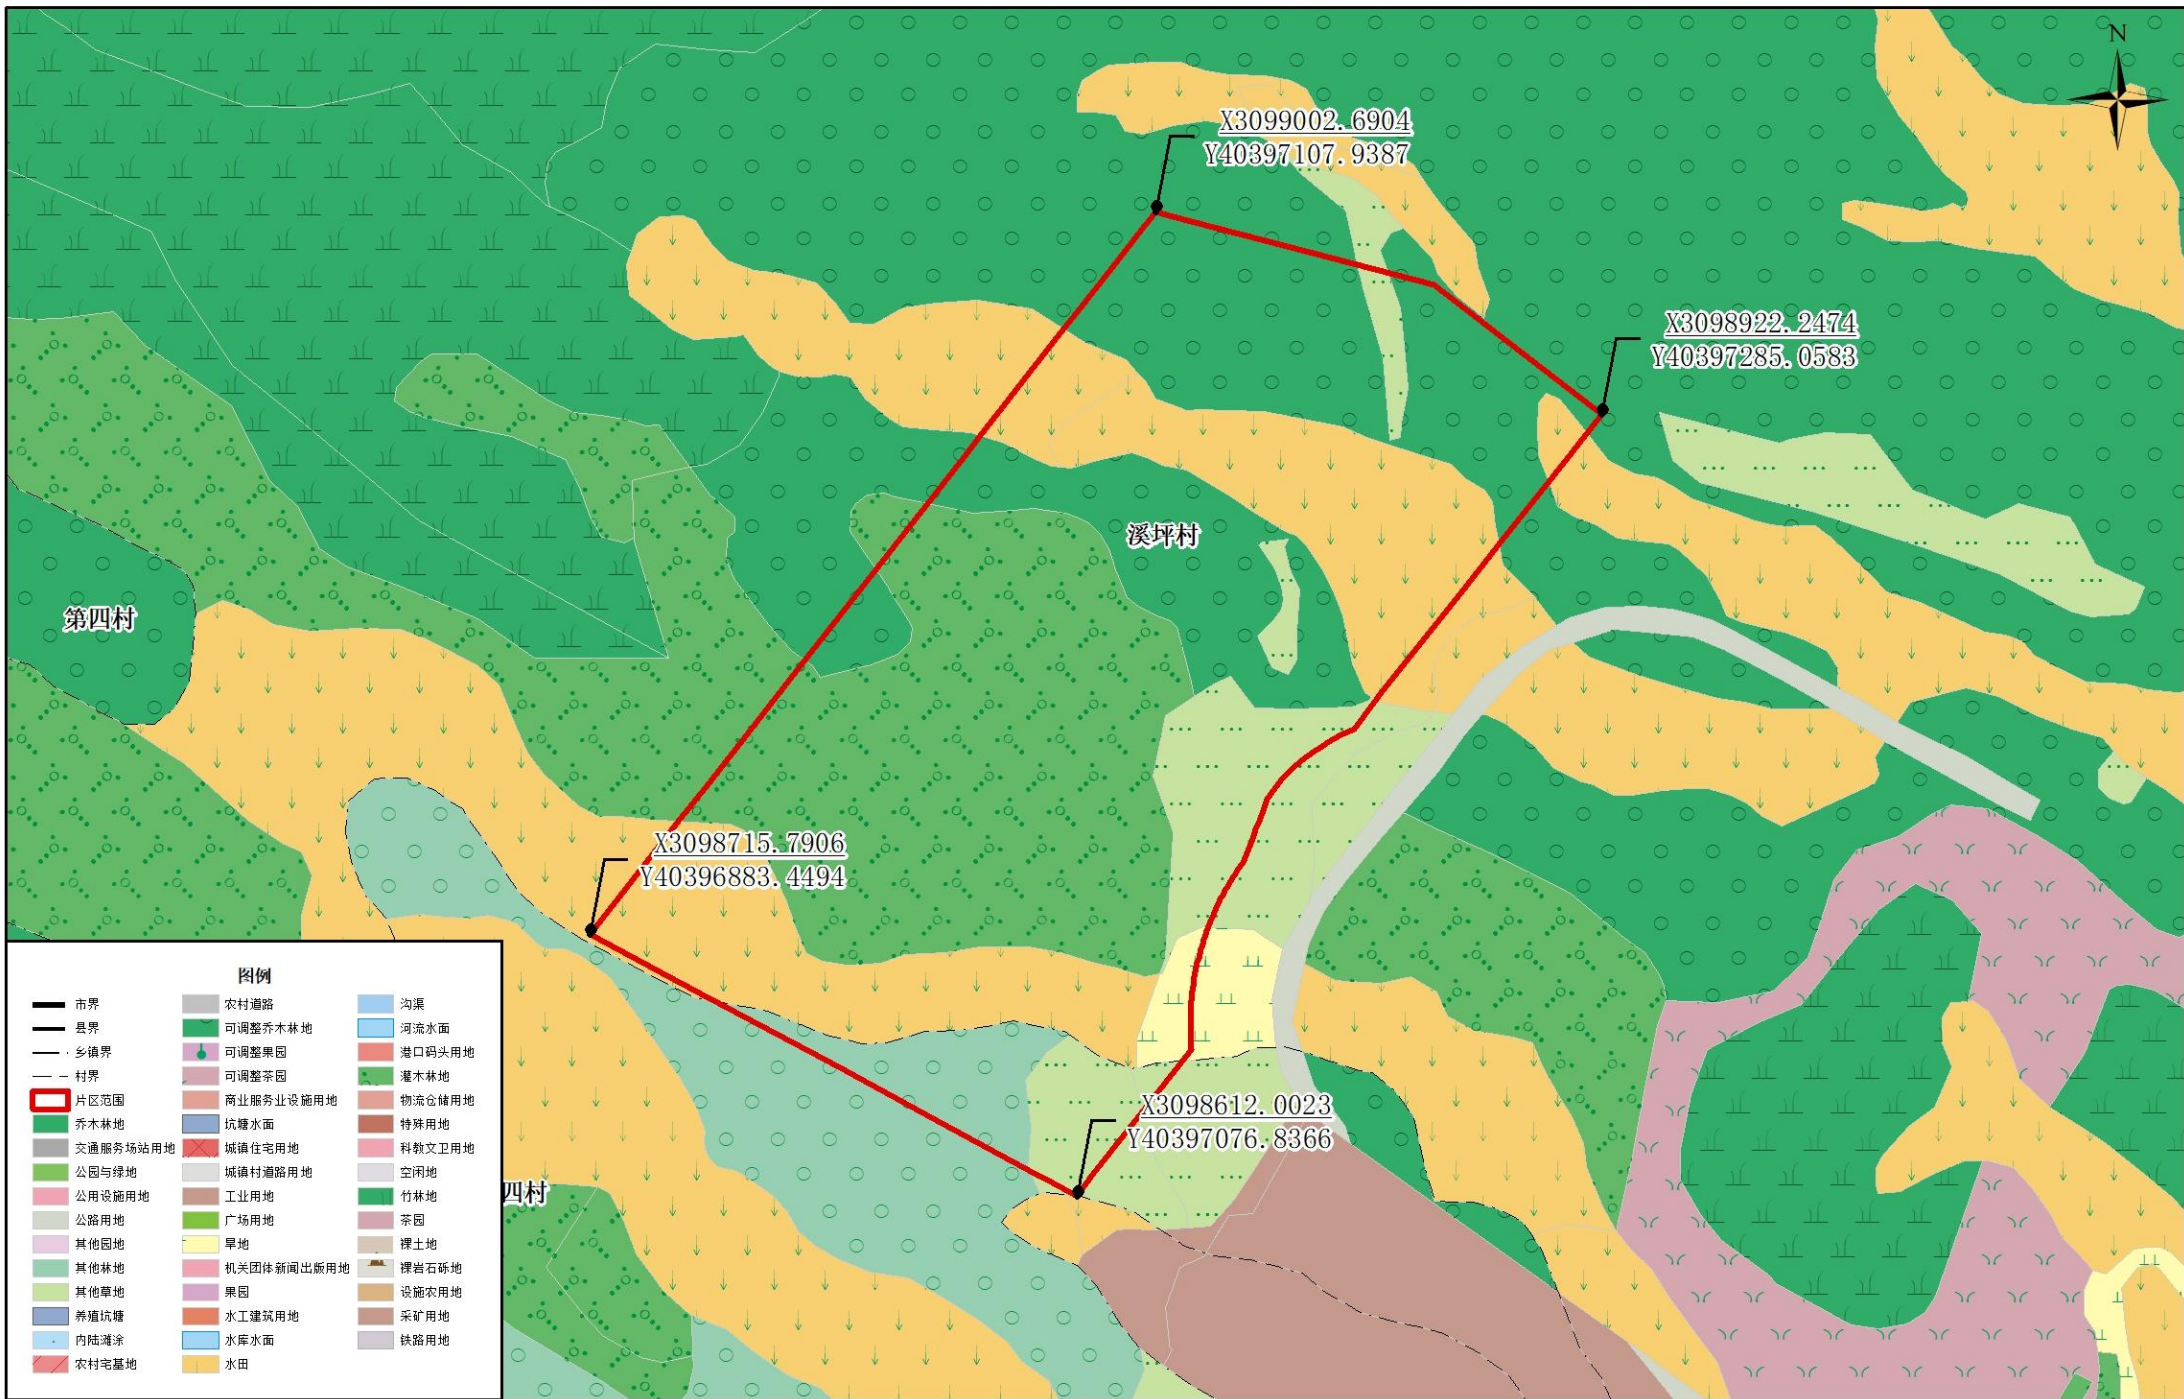 N
X3099002.6904
Y40397107.9387
X3098922.2474
Y40397285.0583
溪坪村
第四村
X3098715.7906
Y40396883.4494
X3098612.0023
Y40397076.8366
四村
图例
市界
县界
乡镇界
村界
片区范围
乔木林地
交通服务场站用地
公园与绿地
公用设施用地
公路用地
其他园地
其他林地
其他草地
养殖坑塘
内陆滩涂
农村宅基地
农村道路
可调整乔木林地
可调整果园
可调整茶园
商业服务业设施用地
坑塘水面
城镇住宅用地
城镇村道路用地
工业用地
广场用地
旱地
机关团体新闻出版用地
果园
水工建筑用地
水库水面
水田
沟渠
河流水面
港口码头用地
灌木林地
物流仓储用地
特殊用地
科教文卫用地
空闲地
竹林地
茶园
裸土地
裸岩石砾地
设施农用地
采矿用地
铁路用地